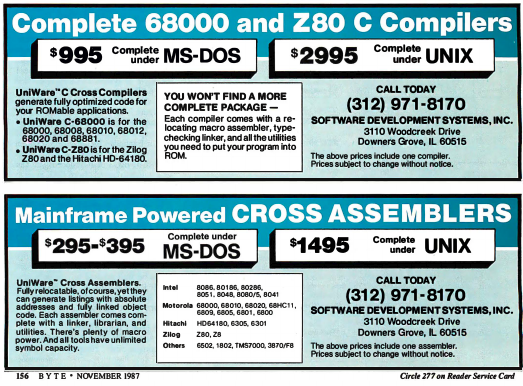 Complete 68000 and Z80 C Compilers
$995 Complete under MS-DOS
$2995 Complete under UNIX
UniWare™ C Cross Compilers
generate fully optimized code for
your ROMable applications.
• UniWare C-68000 is for the
68000, 68008, 68010, 68012,
68020 and 68881.
• UniWare C-Z80 is for the Zilog
Z80 and the Hitachi HD-64180.
YOU WON'T FIND A MORE
COMPLETE PACKAGE —
Each compiler comes with a re-
locating macro assembler, type-
checking linker, and all the utilities
you need to put your program into
ROM.
CALL TODAY
(312) 971-8170
SOFTWARE DEVELOPMENT SYSTEMS, INC.
3110 Woodcreek Drive
Downers Grove, IL 60515
The above prices include one compiler.
Prices subject to change without notice.
Mainframe Powered CROSS ASSEMBLERS
$295-$395 Complete under MS-DOS
$1495 Complete under UNIX
UniWare™ Cross Assemblers.
Fully relocatable, of course, yet they
can generate listings with absolute
addresses and fully linked object
code. Each assembler comes com-
plete with a linker, librarian, and
utilities. There's plenty of macro
power. And all tools have unlimited
symbol capacity.
Intel 8086, 80186, 80286,
8051, 8048, 8080/5, 8041
Motorola 68000, 68010, 68020, 68HC11,
6809, 6805, 6801, 6800
Hitachi HD64180, 6305, 6301
Zilog Z80, Z8
Others 6502, 1802, TMS7000, 3870/F8
CALL TODAY
(312) 971-8170
SOFTWARE DEVELOPMENT SYSTEMS, INC.
3110 Woodcreek Drive
Downers Grove, IL 60515
The above prices include one assembler.
Prices subject to change without notice.
156 BYTE • NOVEMBER 1987
Circle 277 on Reader Service Card